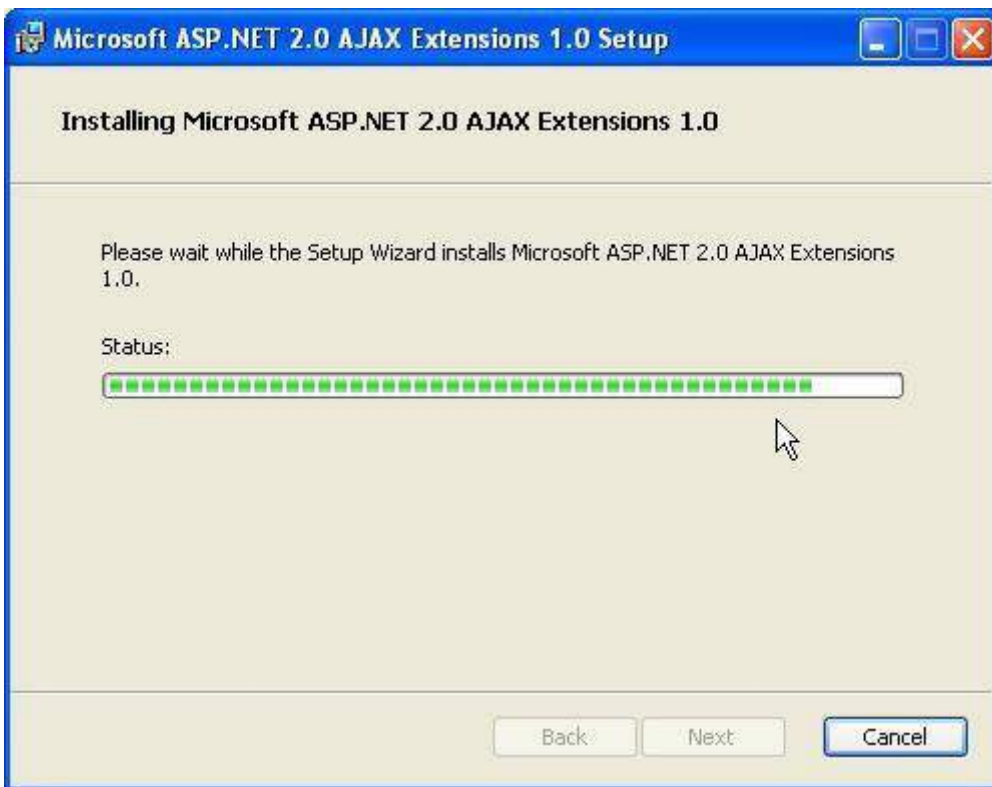 Microsoft ASP.NET 2.0 AJAX Extensions 1.0 Setup
Installing Microsoft ASP.NET 2.0 AJAX Extensions 1.0
Please wait while the Setup Wizard installs Microsoft ASP.NET 2.0 AJAX Extensions
1.0.
Status:
Back Next Cancel